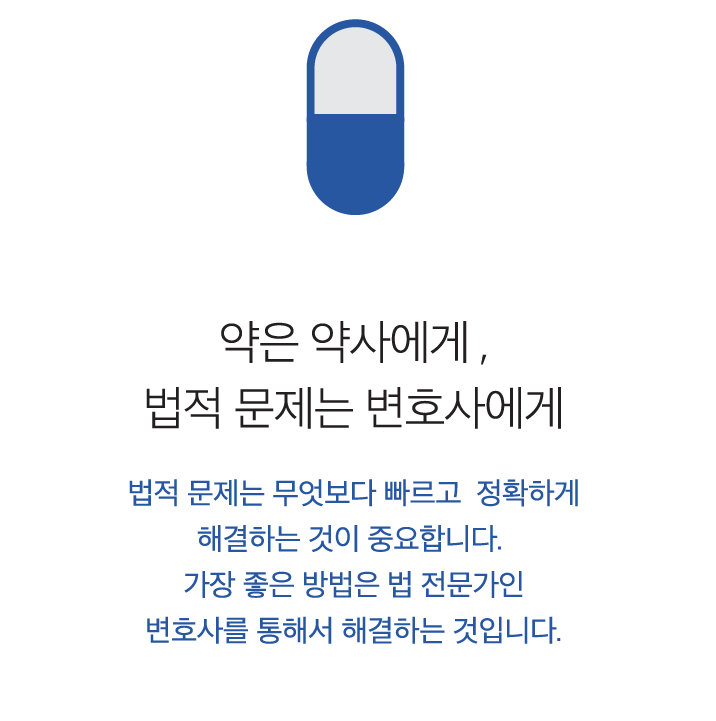 약은 약사에게 ,
법적 문제는 변호사에게
법적 문제는 무엇보다 빠르고  정확하게
해결하는 것이 중요합니다.
가장 좋은 방법은 법 전문가인
변호사를 통해서 해결하는 것입니다.